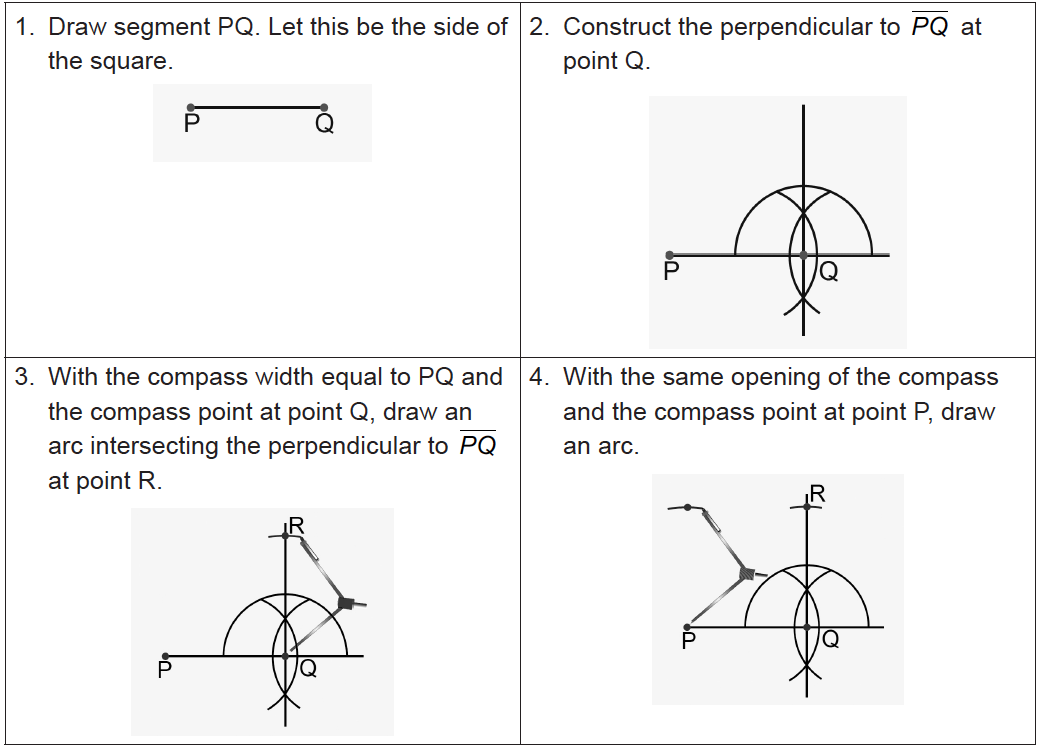 1. Draw segment PQ. Let this be the side of
the square.
P
Q
2. Construct the perpendicular to PQ at
point Q.
P
Q
3. With the compass width equal to PQ and
the compass point at point Q, draw an
arc intersecting the perpendicular to PQ
at point R.
R
P
Q
4. With the same opening of the compass
and the compass point at point P, draw
an arc.
R
P
Q